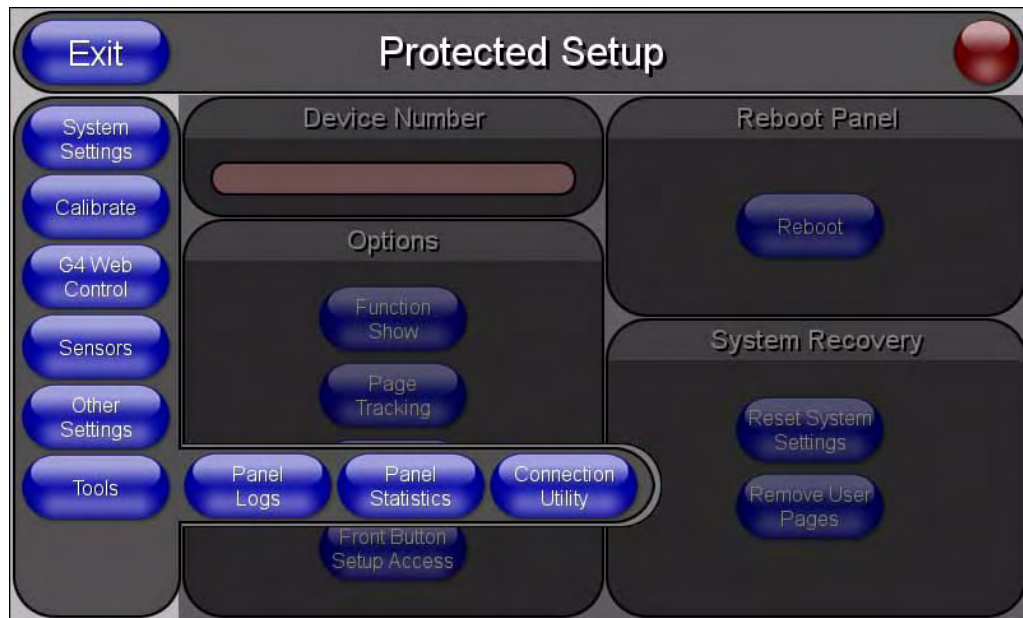 Exit
Protected Setup
System
Settings
Calibrate
G4 Web
Control
Sensors
Other
Settings
Tools
Device Number
Options
Function
Show
Page
Tracking
Panel
Logs
Panel
Statistics
Connection
Utility
Front Button
Setup Access
Reboot Panel
Reboot
System Recovery
Reset System
Settings
Remove User
Pages